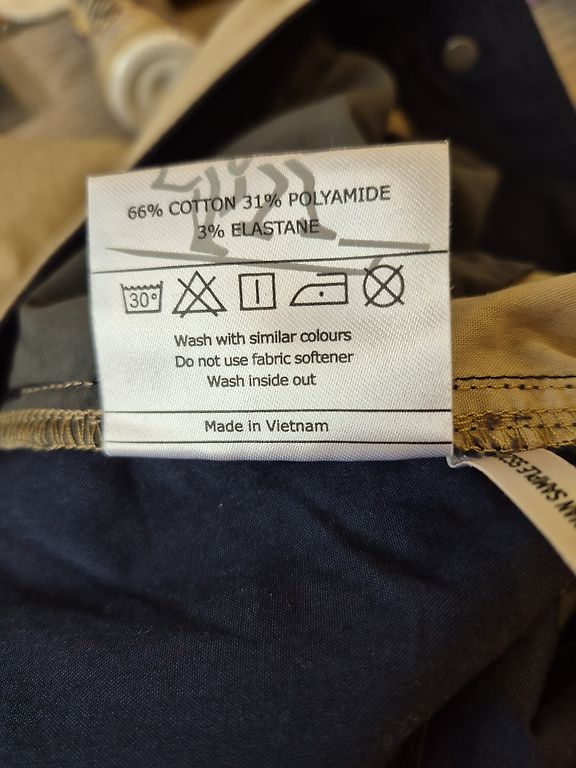 66% COTTON 31% POLYAMIDE
3% ELASTANE
30°
Wash with similar colours
Do not use fabric softener
Wash inside out
Made in Vietnam
SAMPLE